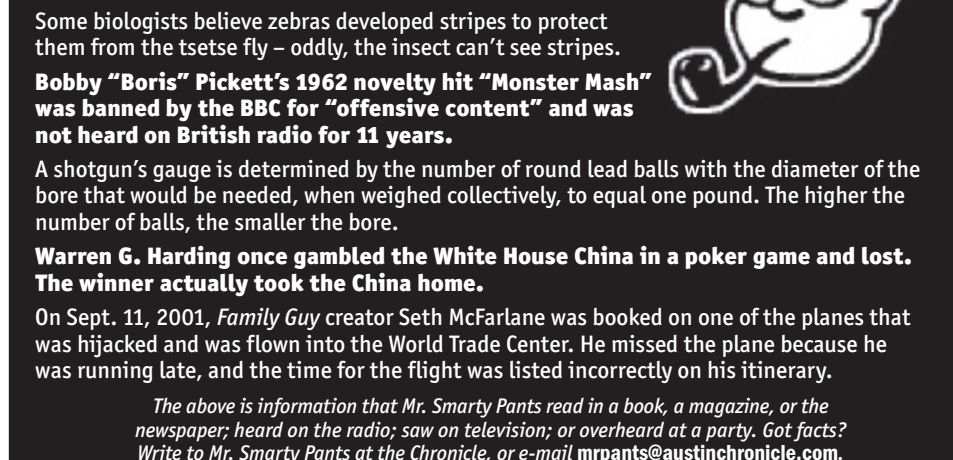 Some biologists believe zebras developed stripes to protect
them from the tsetse fly – oddly, the insect can't see stripes.
Bobby “Boris” Pickett's 1962 novelty hit “Monster Mash”
was banned by the BBC for “offensive content” and was
not heard on British radio for 11 years.
A shotgun's gauge is determined by the number of round lead balls with the diameter of the
bore that would be needed, when weighed collectively, to equal one pound. The higher the
number of balls, the smaller the bore.
Warren G. Harding once gambled the White House China in a poker game and lost.
The winner actually took the China home.
On Sept. 11, 2001, Family Guy creator Seth McFarlane was booked on one of the planes that
was hijacked and was flown into the World Trade Center. He missed the plane because he
was running late, and the time for the flight was listed incorrectly on his itinerary.
The above is information that Mr. Smarty Pants read in a book, a magazine, or the
newspaper; heard on the radio; saw on television; or overheard at a party. Got facts?
Write to Mr. Smarty Pants at the Chronicle, or e-mail mrpants@austinchronicle.com.